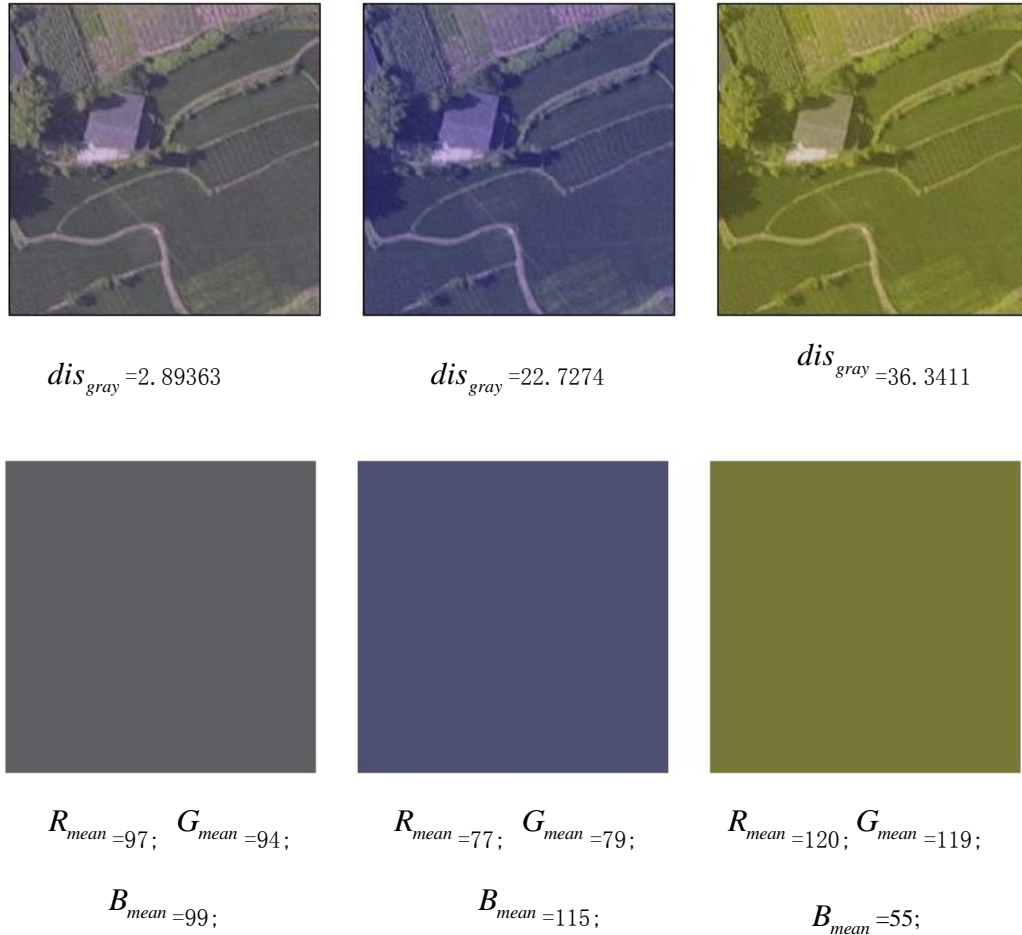 dis_gray =2.89363 dis_gray =22.7274 dis_gray =36.3411
R_mean =97; G_mean =94; R_mean =77; G_mean =79; R_mean =120; G_mean =119;
B_mean =99; B_mean =115; B_mean =55;